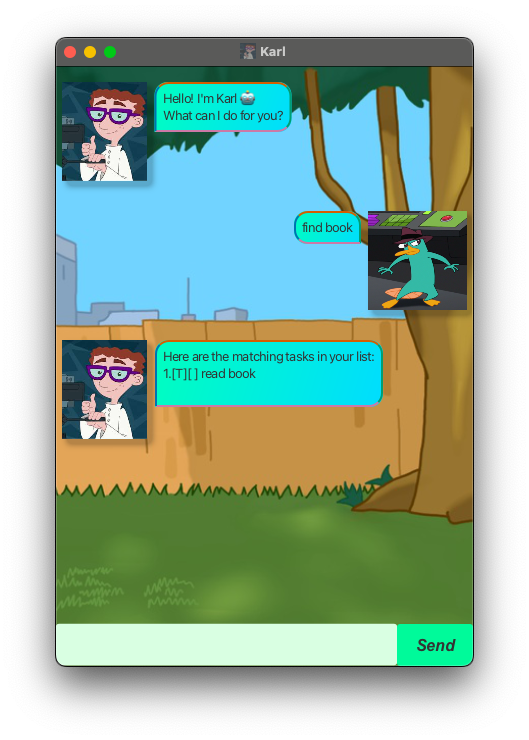 Karl
Hello! I'm Karl 🤖
What can I do for you?
find book
Here are the matching tasks in your list:
1.[T][ ] read book
Send